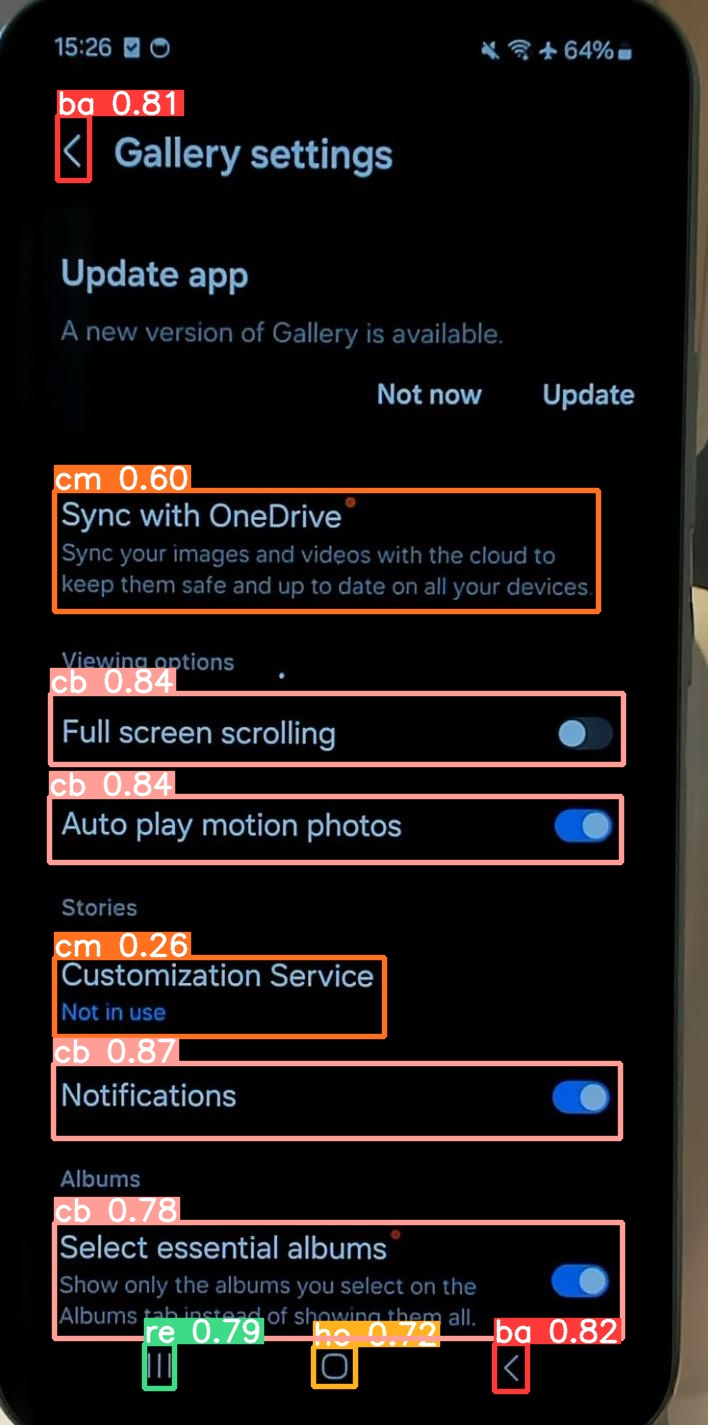 15:26 64%
ba 0.81
Gallery settings
Update app
A new version of Gallery is available.
Not now Update
cm 0.60
Sync with OneDrive
Sync your images and videos with the cloud to
keep them safe and up to date on all your devices.
Viewing options
cb 0.84
Full screen scrolling
cb 0.84
Auto play motion photos
Stories
cm 0.26
Customization Service
Not in use
cb 0.87
Notifications
Albums
cb 0.78
Select essential albums
Show only the albums you select on the
Albums tab instead of showing them all.
re 0.79 ho 0.72 ba 0.82